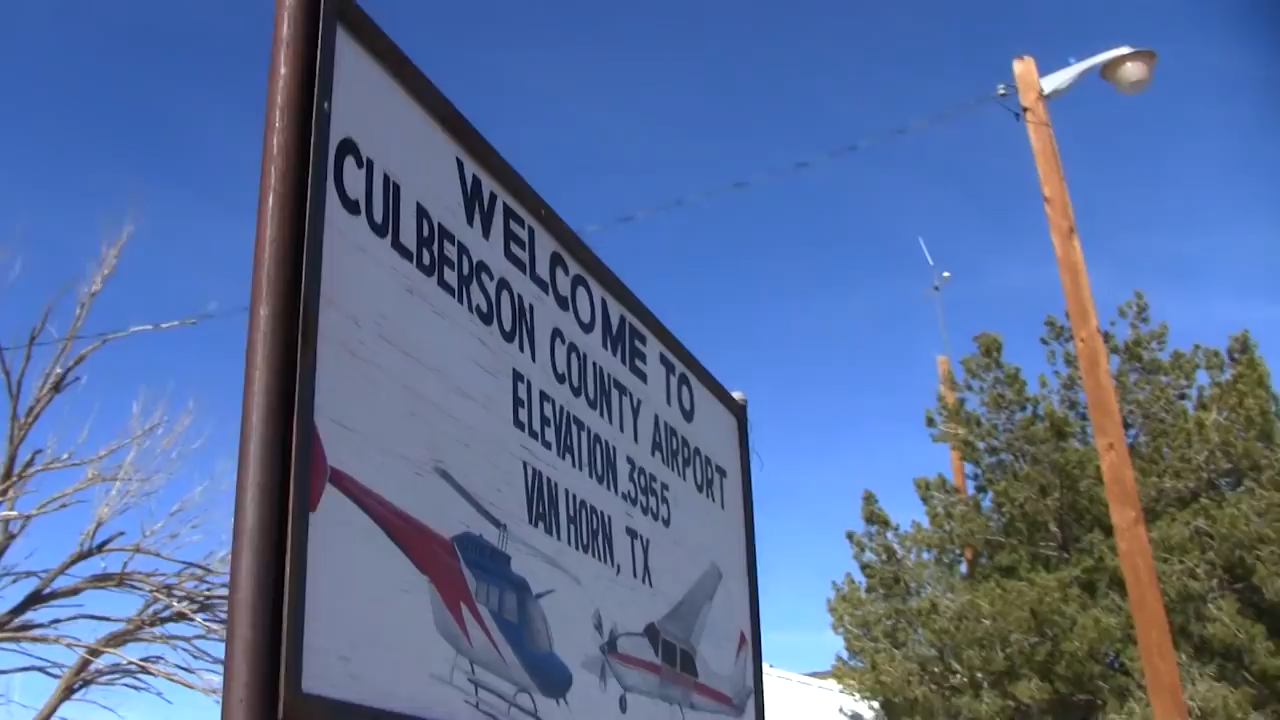 WELCOME TO
CULBERSON COUNTY AIRPORT
ELEVATION 3955
VAN HORN, TX